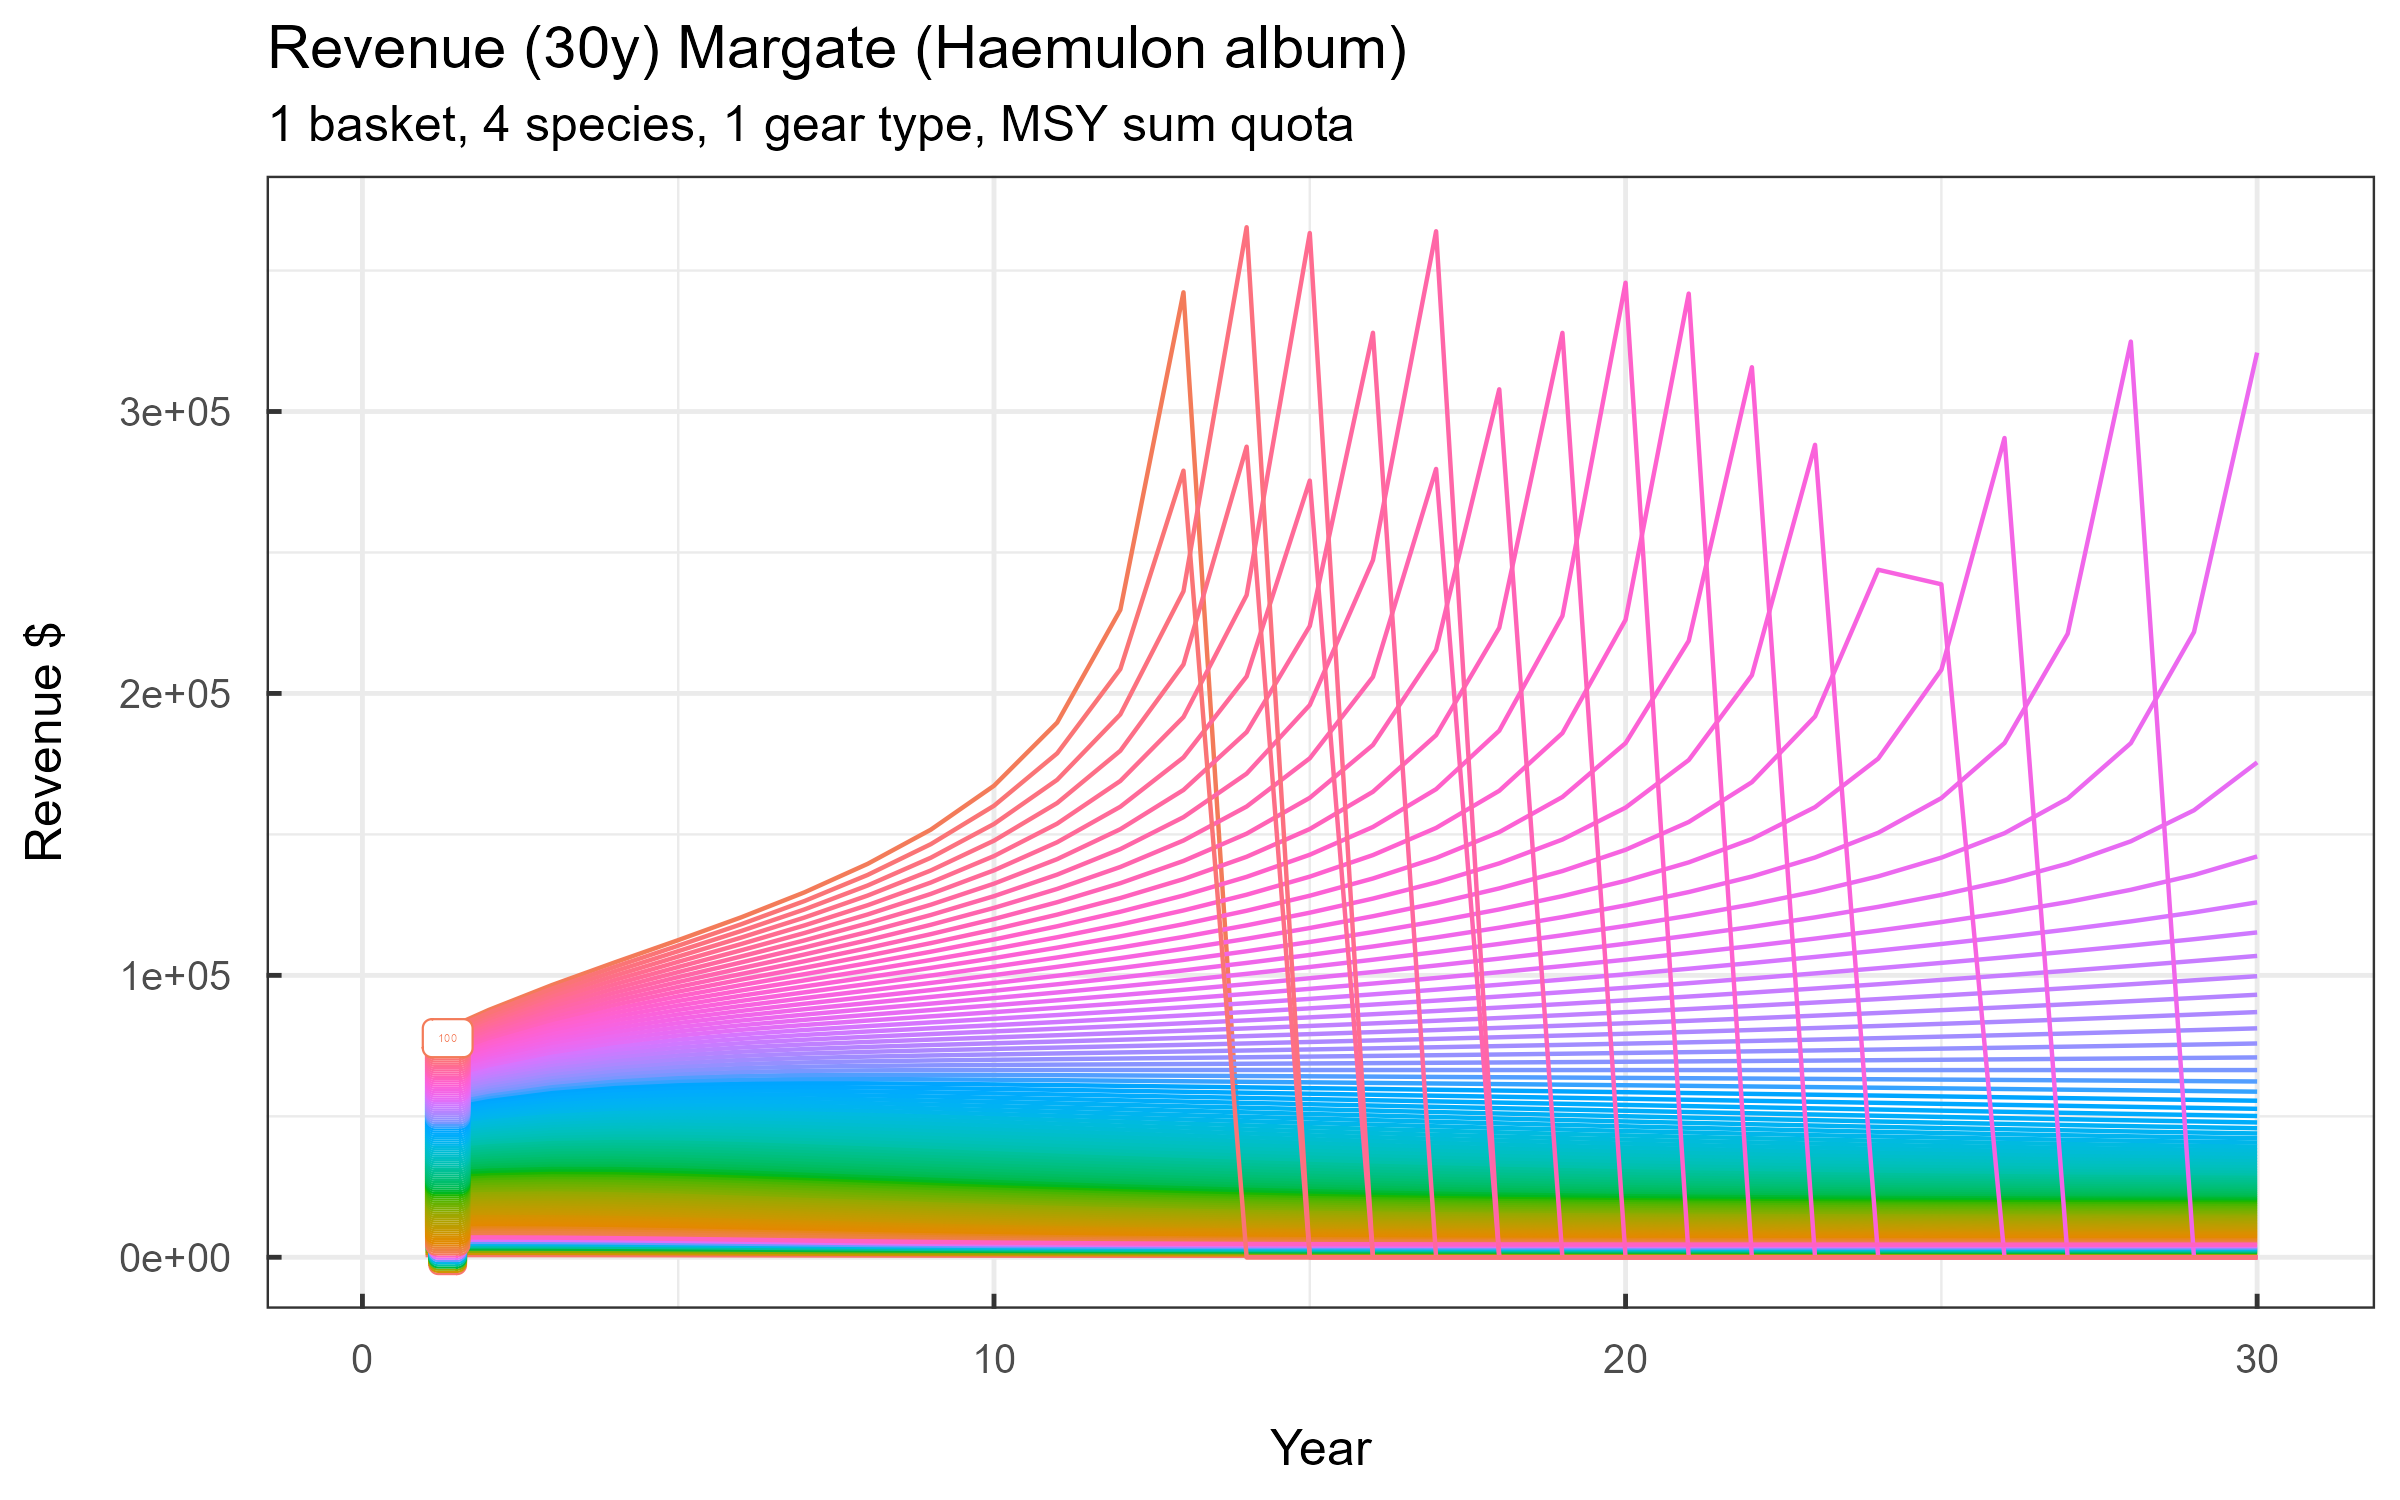 Revenue (30y) Margate (Haemulon album)
1 basket, 4 species, 1 gear type, MSY sum quota
Revenue $
3e+05
2e+05
1e+05
0e+00
100
0
10
20
30
Year